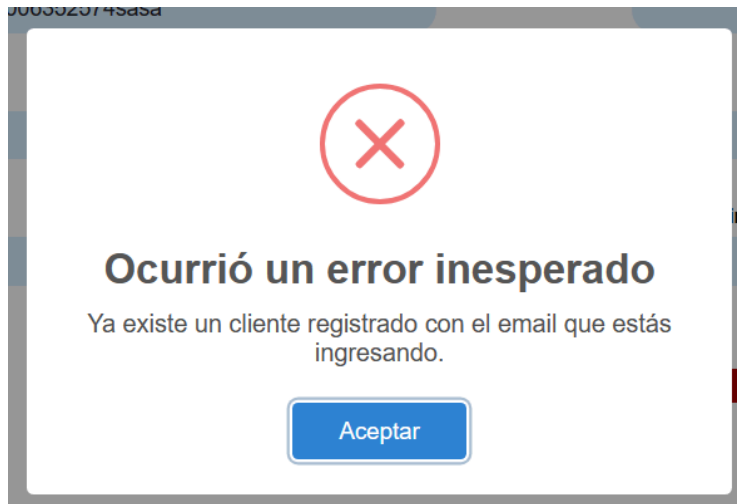 Ocurrió un error inesperado
Ya existe un cliente registrado con el email que estás
ingresando.
Aceptar